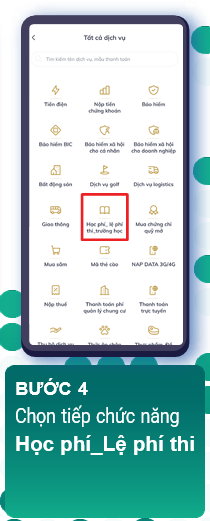 Tất cả dịch vụ
Tìm kiếm tên dịch vụ, mẫu thanh toán
Tiền điện
Nộp tiền
chứng khoán
Bảo hiểm
Bảo hiểm BIC
Bảo hiểm xã hội
cho cá nhân
Bảo hiểm xã hội
cho doanh nghiệp
Bất động sản
Dịch vụ golf
Dịch vụ logistics
Giao thông
Học phí_ lệ phí
thi_trường học
Mua chứng chỉ
quỹ mở
Mua sắm
Mã thẻ cào
NAP DATA 3G/4G
Nộp thuế
Thanh toán phí
quản lý chung cư
Thanh toán
trực tuyến
BƯỚC 4
Chọn tiếp chức năng
Học phí_Lệ phí thi